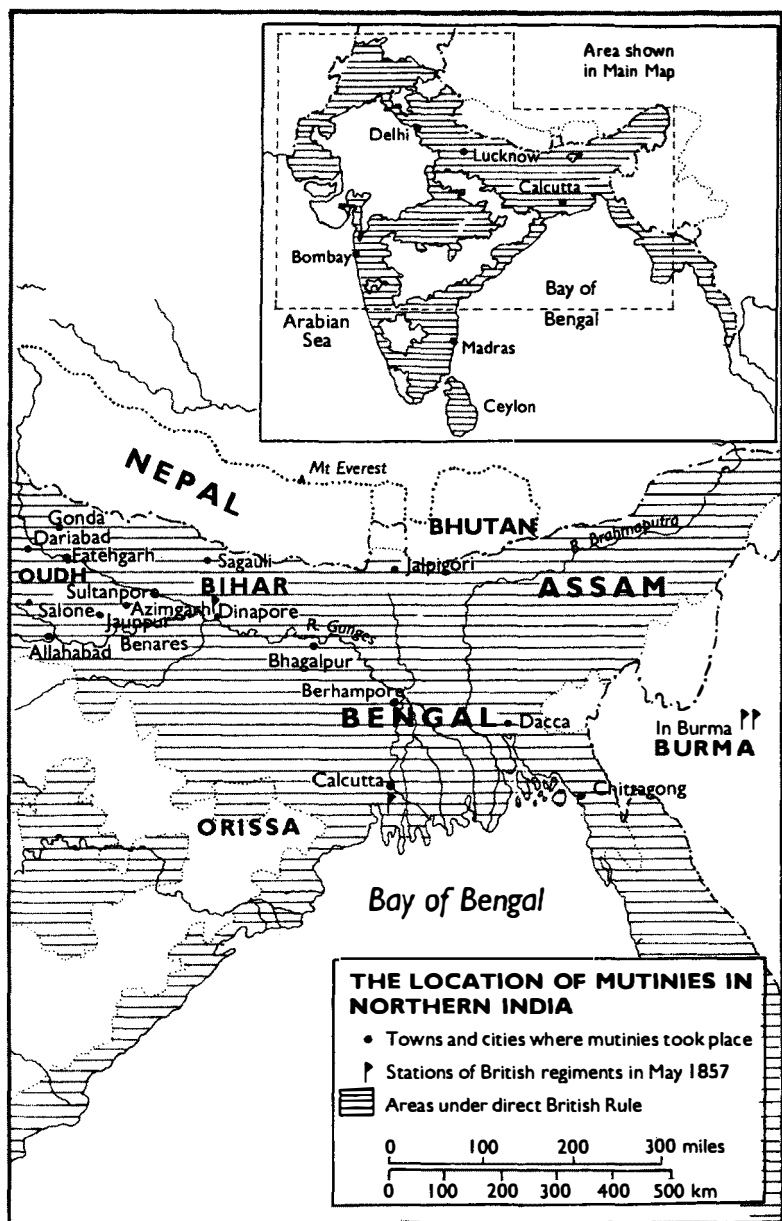 Area shown
in Main Map
Delhi
Lucknow
Calcutta
Bombay
Bay of
Bengal
Arabian
Sea
Madras
Ceylon
NEPAL
Mt Everest
BHUTAN
R. Brahmaputra
Gonda
Dariabad
Fatehgarh
Sagauli
Jalpigori
OUDH
BIHAR
ASSAM
Sultanpore
Salone
Azimgarh
Dinapore
Jauppur
R. Ganges
Allahabad
Benares
Bhagalpur
Berhampore
BENGAL
Dacca
In Burma
BURMA
Calcutta
Chittagong
ORISSA
Bay of Bengal
THE LOCATION OF MUTINIES IN
NORTHERN INDIA
Towns and cities where mutinies took place
Stations of British regiments in May 1857
Areas under direct British Rule
0 100 200 300 miles
0 100 200 300 400 500 km